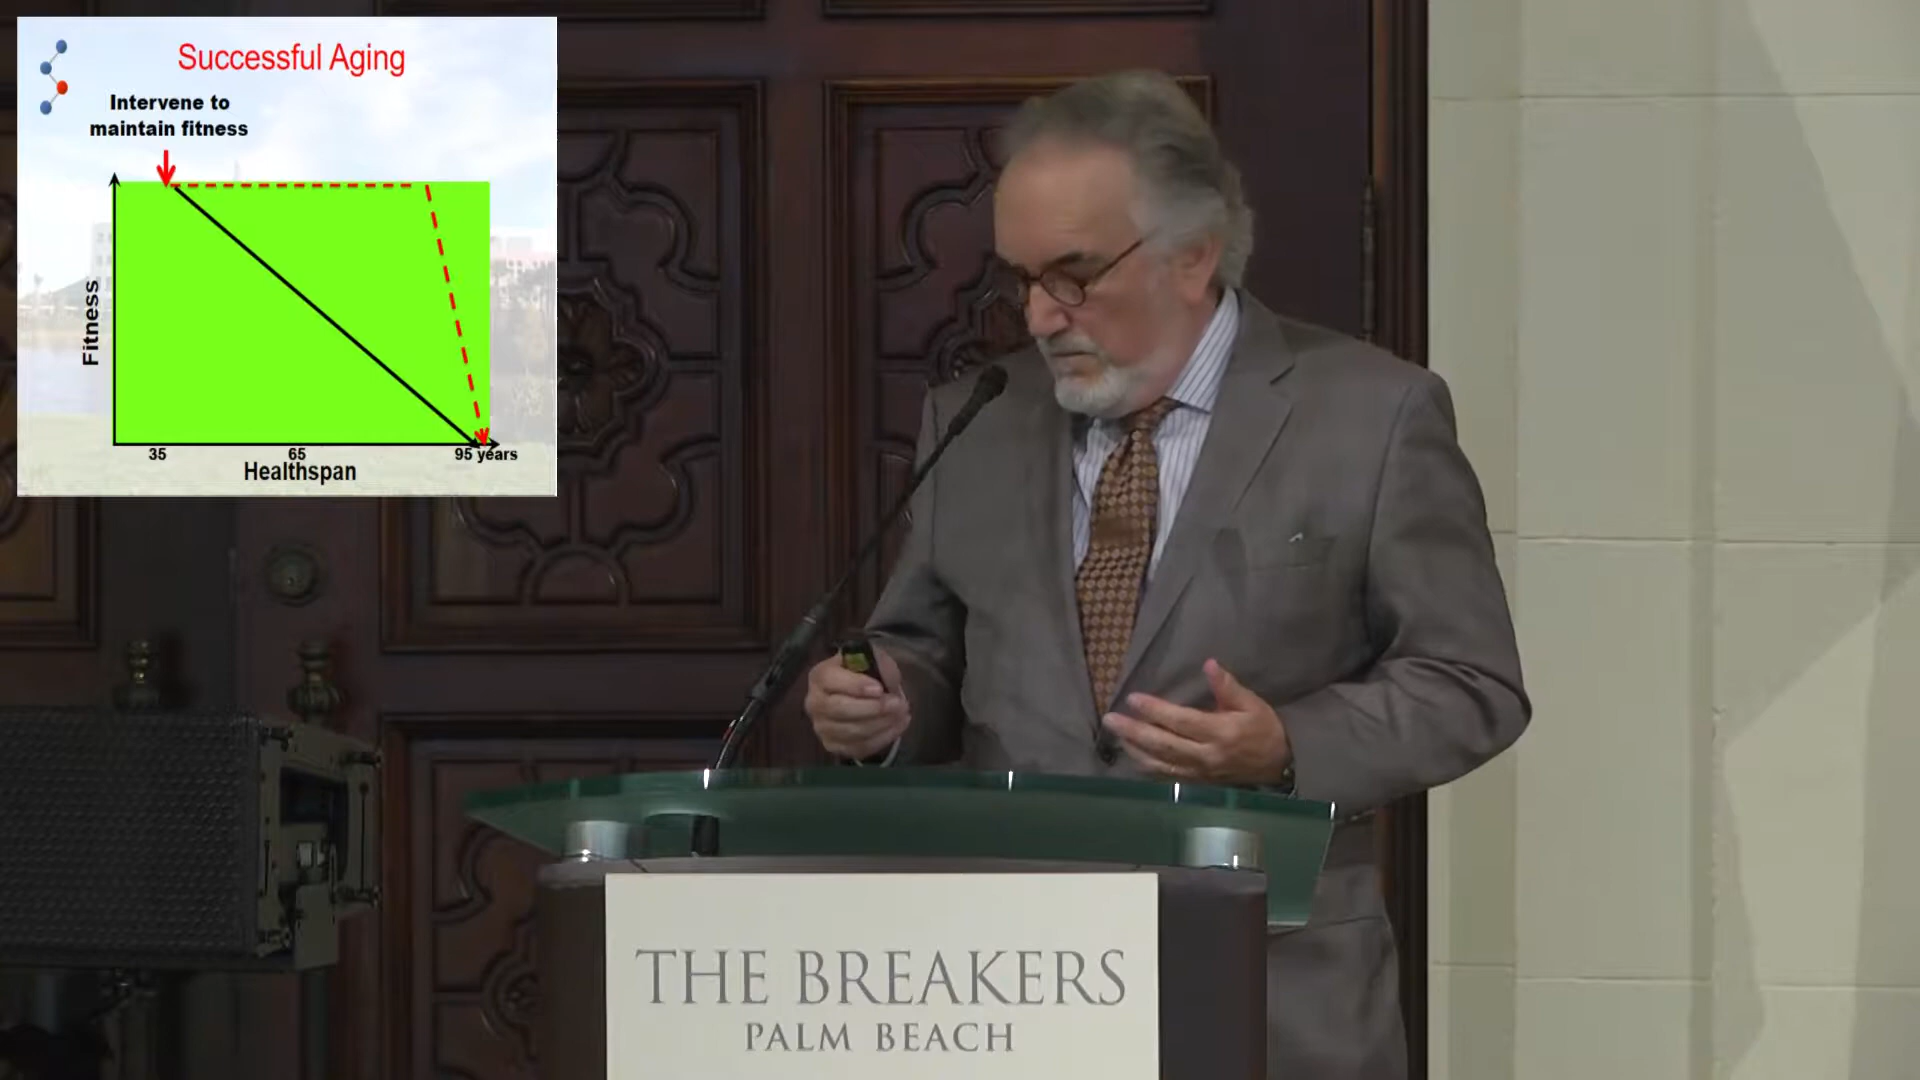 Successful Aging
Intervene to
maintain fitness
Fitness
35 65 95 years
Healthspan
THE BREAKERS
PALM BEACH